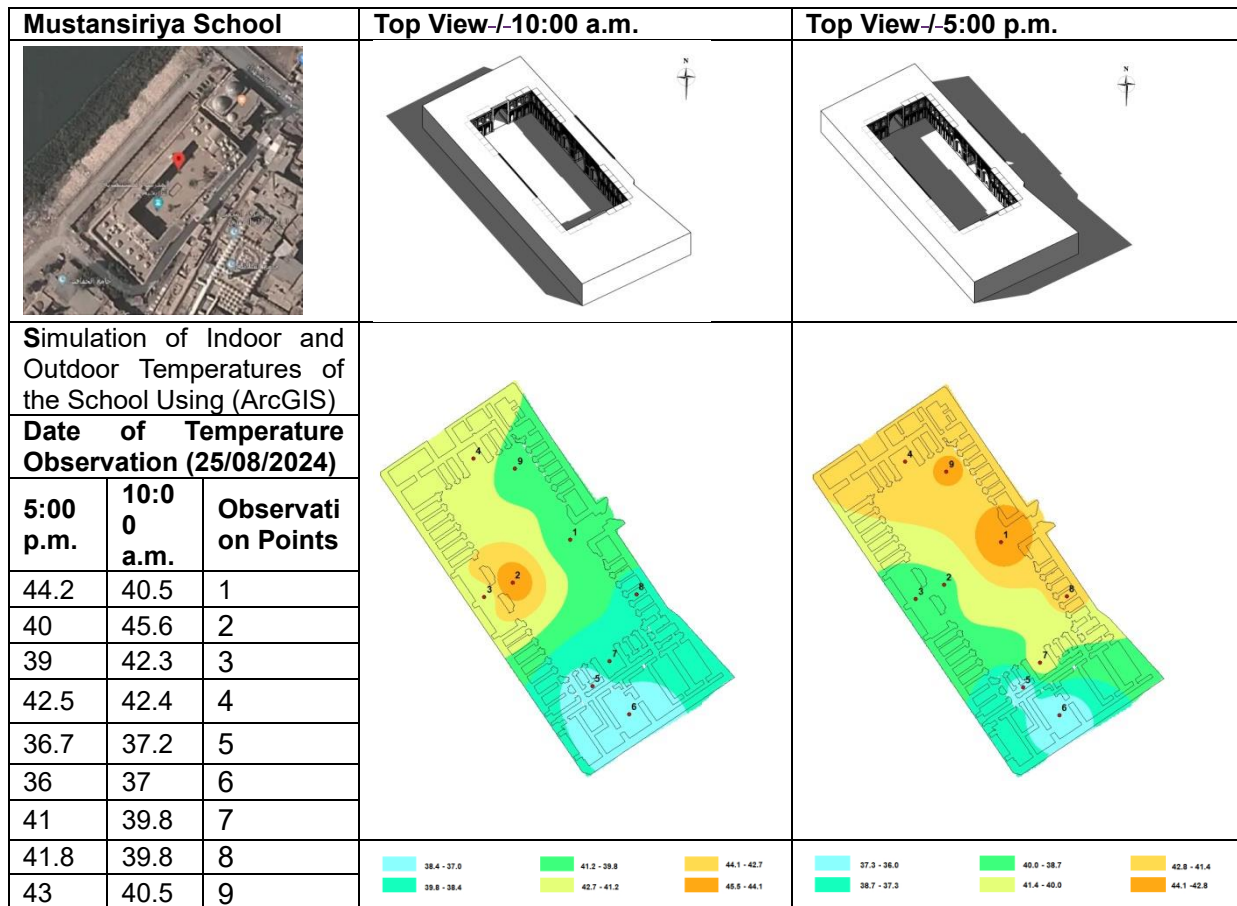 Mustansiriya School
Top View-/-10:00 a.m.
Top View-/-5:00 p.m.
N
N
Simulation of Indoor and
Outdoor Temperatures of
the School Using (ArcGIS)
Date of Temperature
Observation (25/08/2024)
5:00
p.m.
10:0
0
a.m.
Observati
on Points
44.2 40.5 1
40 45.6 2
39 42.3 3
42.5 42.4 4
36.7 37.2 5
36 37 6
41 39.8 7
41.8 39.8 8
43 40.5 9
4
9
1
2
3
8
7
5
6
4
9
1
2
3
8
7
5
6
38.4 - 37.0
41.2 - 39.8
44.1 - 42.7
39.8 - 38.4
42.7 - 41.2
45.5 - 44.1
37.3 - 36.0
40.0 - 38.7
42.8 - 41.4
38.7 - 37.3
41.4 - 40.0
44.1 - 42.8